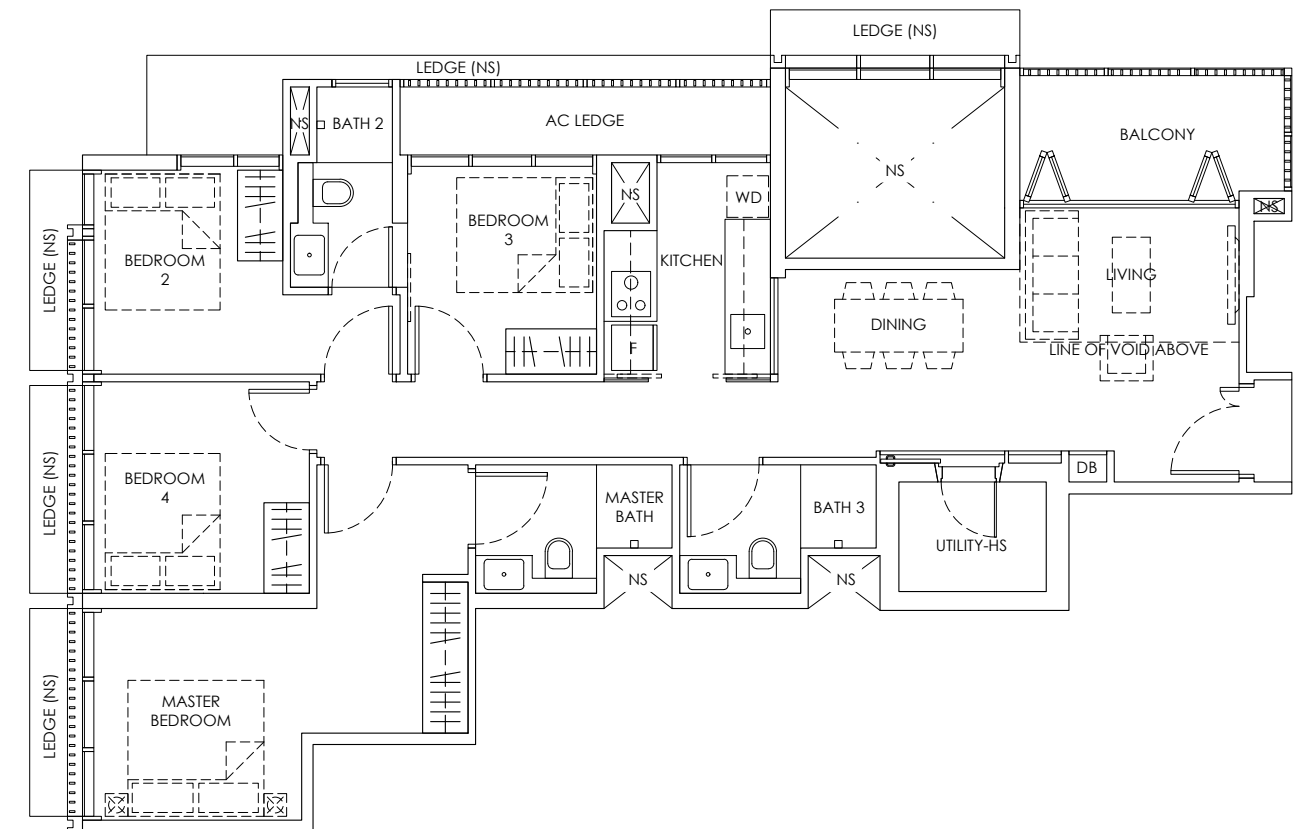 LEDGE (NS)
LEDGE (NS)
NS
BATH 2
AC LEDGE
BALCONY
NS
NS
WD
NS
BEDROOM
3
BEDROOM
2
LEDGE (NS)
KITCHEN
LIVING
DINING
F
LINE OF VOID ABOVE
BEDROOM
4
LEDGE (NS)
DB
MASTER
BATH
BATH 3
UTILITY-HS
NS
NS
LEDGE (NS)
MASTER
BEDROOM